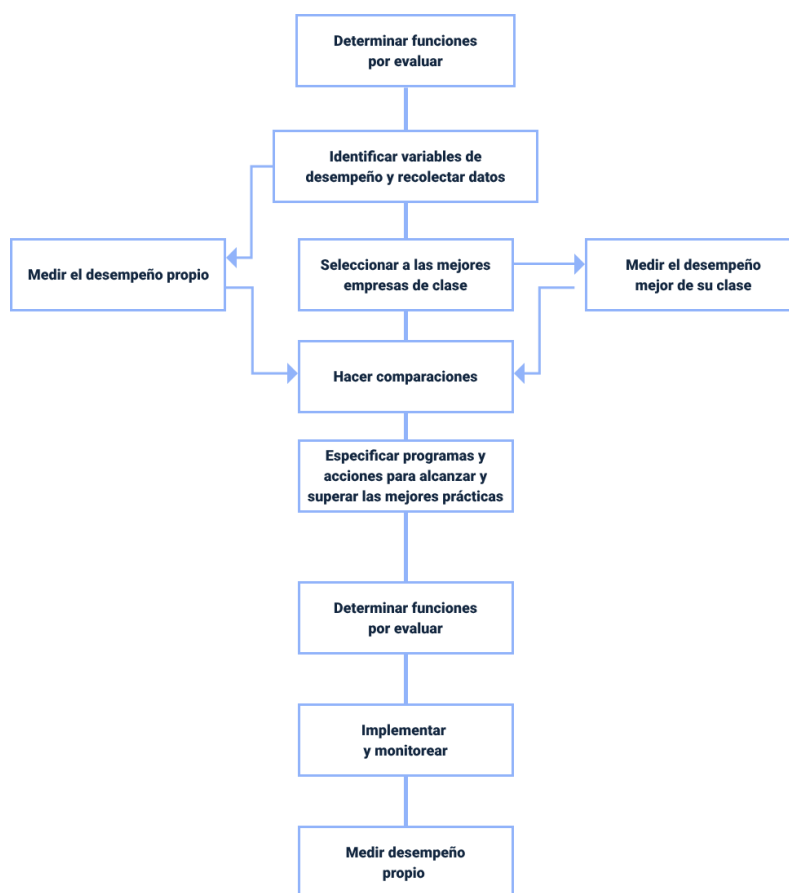 Determinar funciones
por evaluar
Identificar variables de
desempeño y recolectar datos
Medir el desempeño propio
Seleccionar a las mejores
empresas de clase
Medir el desempeño
mejor de su clase
Hacer comparaciones
Especificar programas y
acciones para alcanzar y
superar las mejores prácticas
Determinar funciones
por evaluar
Implementar
y monitorear
Medir desempeño
propio